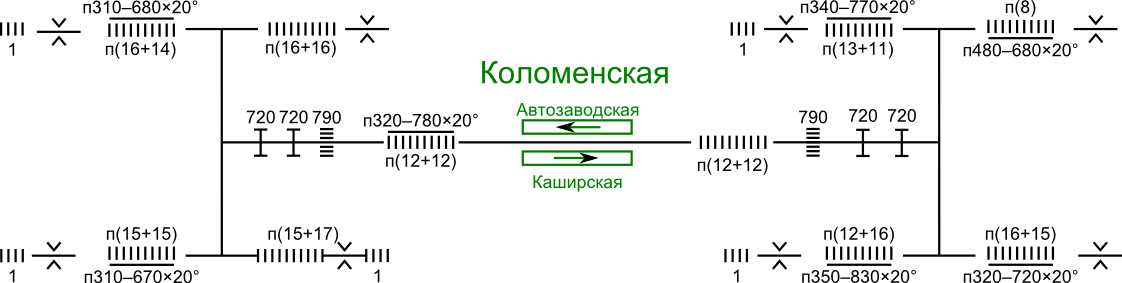 п310–680×20°
1
п(16+14)
п(16+16)
п340–770×20°
1
п(13+11)
п(8)
п480–680×20°
Коломенская
Автозаводская
720 720 790
п320–780×20°
п(12+12)
п(12+12)
790 720 720
Каширская
п(15+15)
1
п310–670×20°
п(15+17)
1
п(12+16)
1
п350–830×20°
п(16+15)
п320–720×20°